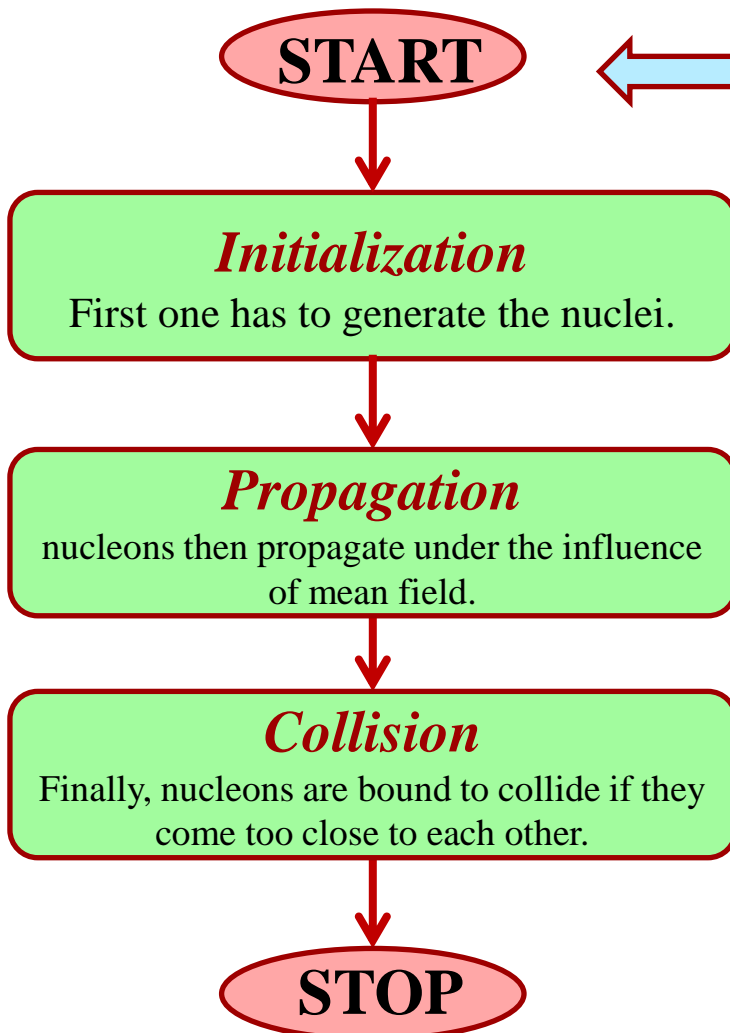 START
Initialization
First one has to generate the nuclei.
Propagation
nucleons then propagate under the influence
of mean field.
Collision
Finally, nucleons are bound to collide if they
come too close to each other.
STOP